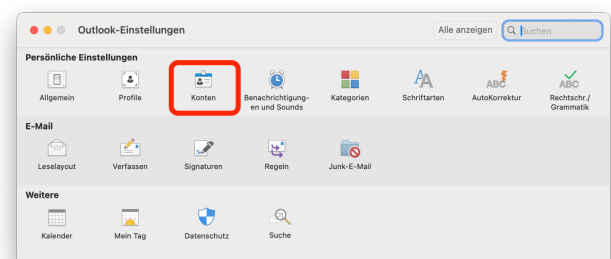 Outlook-Einstellungen
Alle anzeigen
Suchen
Persönliche Einstellungen
Allgemein
Profile
Konten
Benachrichtigung-
en und Sounds
Kategorien
Schriftarten
AutoKorrektur
Rechtschr./
Grammatik
E-Mail
Leselayout
Verfassen
Signaturen
Regeln
Junk-E-Mail
Weitere
Kalender
Mein Tag
Datenschutz
Suche